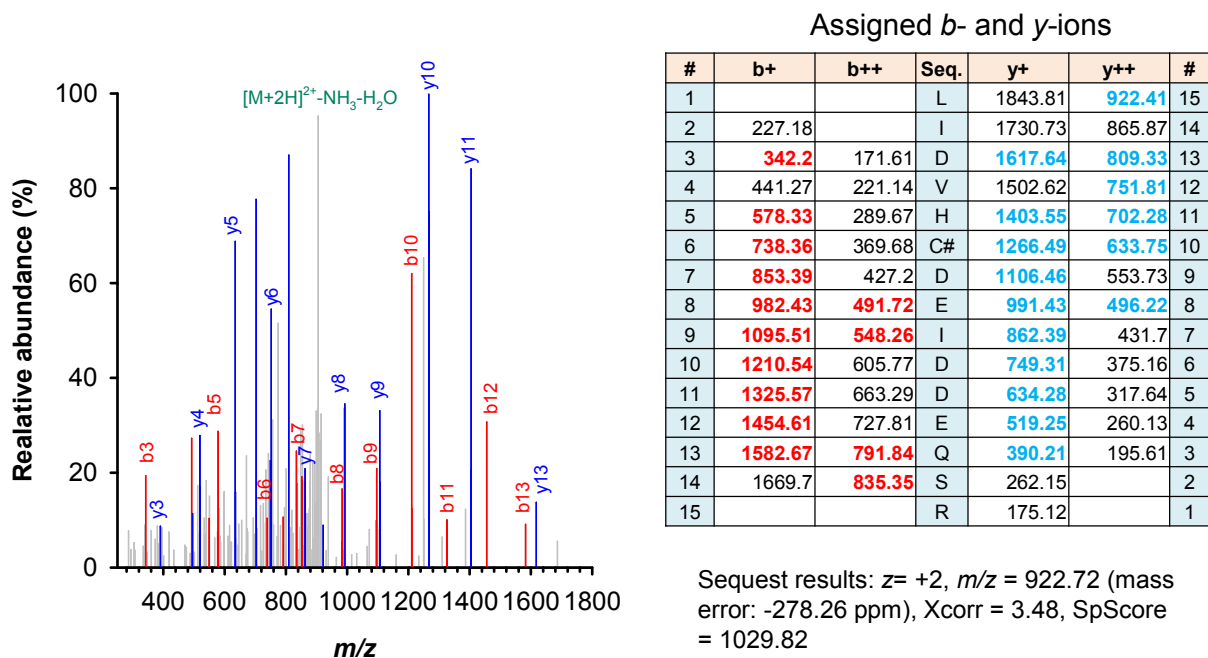 Assigned b- and y-ions
# b+ b++ Seq. y+ y++ #
1 L 1843.81 922.41 15
2 227.18 I 1730.73 865.87 14
3 342.2 171.61 D 1617.64 809.33 13
4 441.27 221.14 V 1502.62 751.81 12
5 578.33 289.67 H 1403.55 702.28 11
6 738.36 369.68 C# 1266.49 633.75 10
7 853.39 427.2 D 1106.46 553.73 9
8 982.43 491.72 E 991.43 496.22 8
9 1095.51 548.26 I 862.39 431.7 7
10 1210.54 605.77 D 749.31 375.16 6
11 1325.57 663.29 D 634.28 317.64 5
12 1454.61 727.81 E 519.25 260.13 4
13 1582.67 791.84 Q 390.21 195.61 3
14 1669.7 835.35 S 262.15 2
15 R 175.12 1
Sequest results: z= +2, m/z = 922.72 (mass
error: -278.26 ppm), Xcorr = 3.48, SpScore
= 1029.82
Realative abundance (%)
100
80
60
40
20
0
[M+2H]²⁺-NH₃-H₂O
b3
y3
y4
b5
y5
b6
y6
b7
y7
b8
y8
b9
y9
b10
y10
b11
y11
b12
b13
y13
400 600 800 1000 1200 1400 1600 1800
m/z